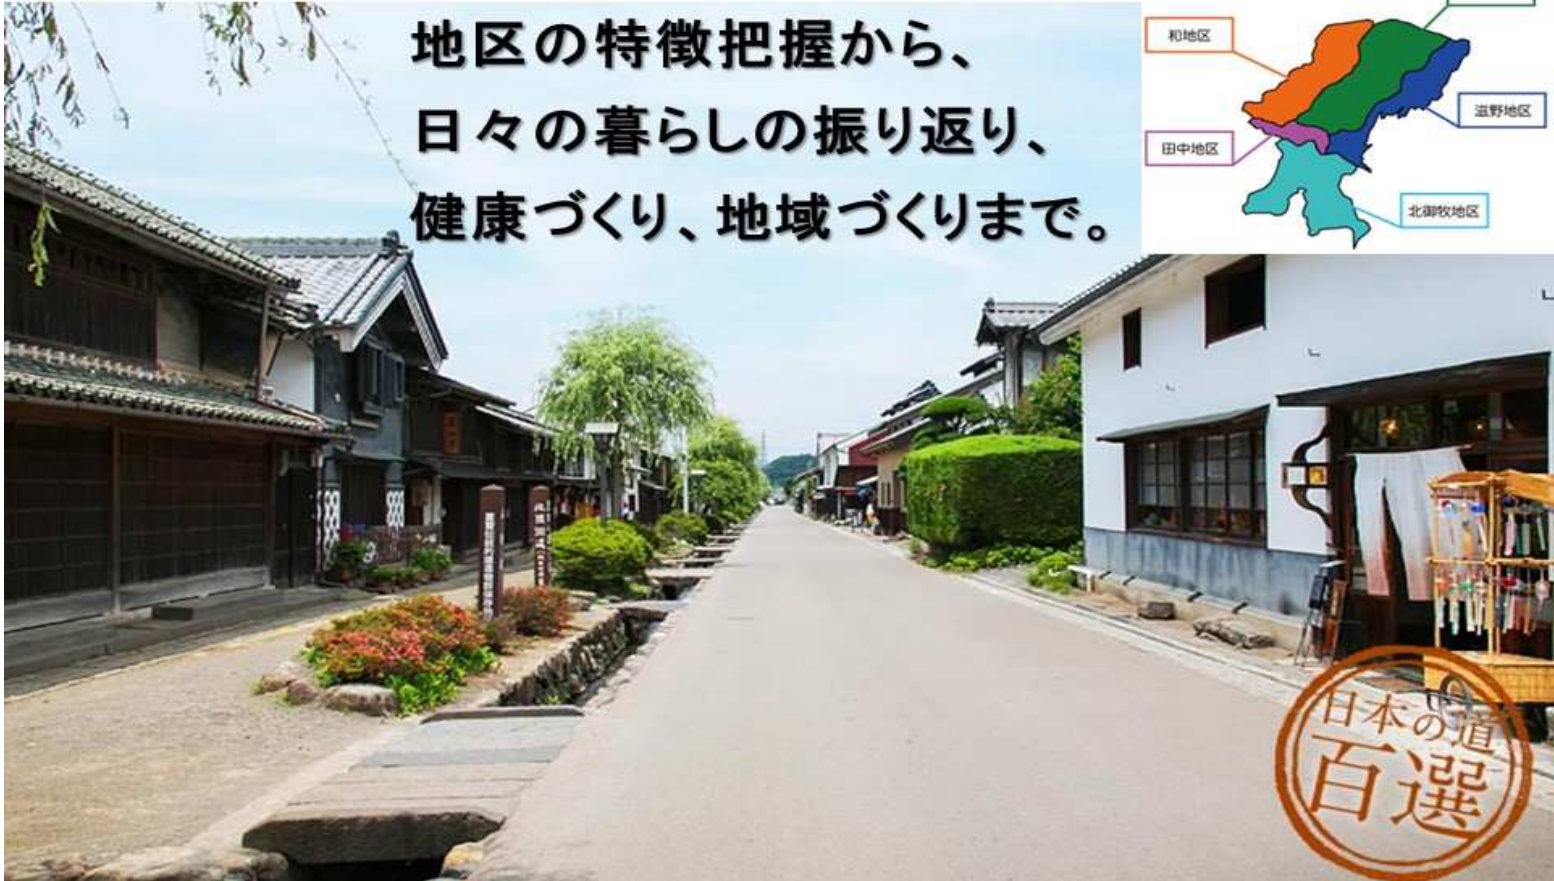 地区の特徴把握から、
日々の暮らしの振り返り、
健康づくり、地域づくりまで。
和地区
滋野地区
田中地区
北御牧地区
日本の道
百選